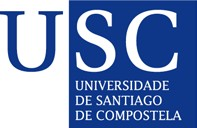 USC
UNIVERSIDADE
DE SANTIAGO
DE COMPOSTELA